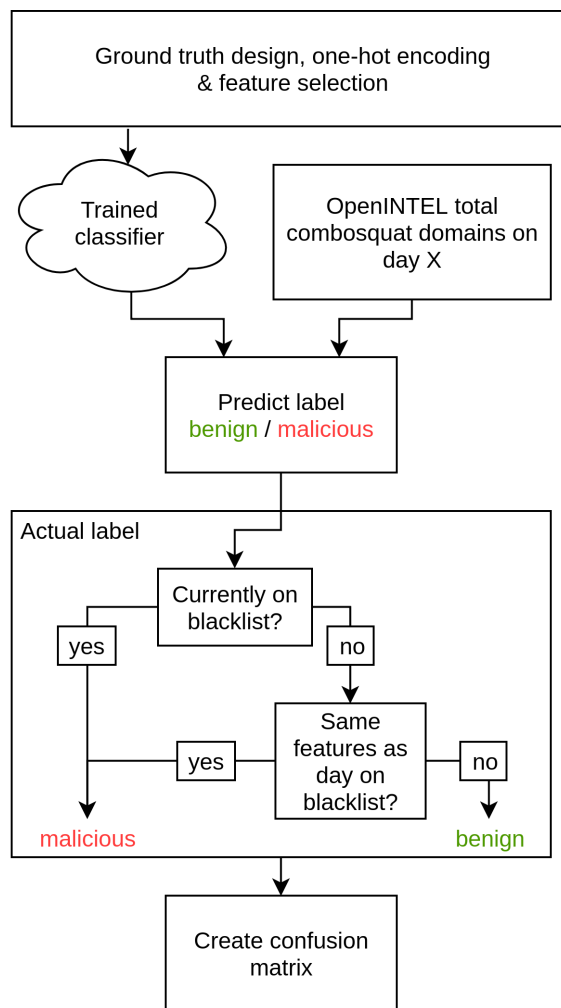 Ground truth design, one-hot encoding
& feature selection
Trained
classifier
OpenINTEL total
combosquat domains on
day X
Predict label
benign / malicious
Actual label
Currently on
blacklist?
yes
no
Same
features as
day on
blacklist?
yes
no
malicious
benign
Create confusion
matrix